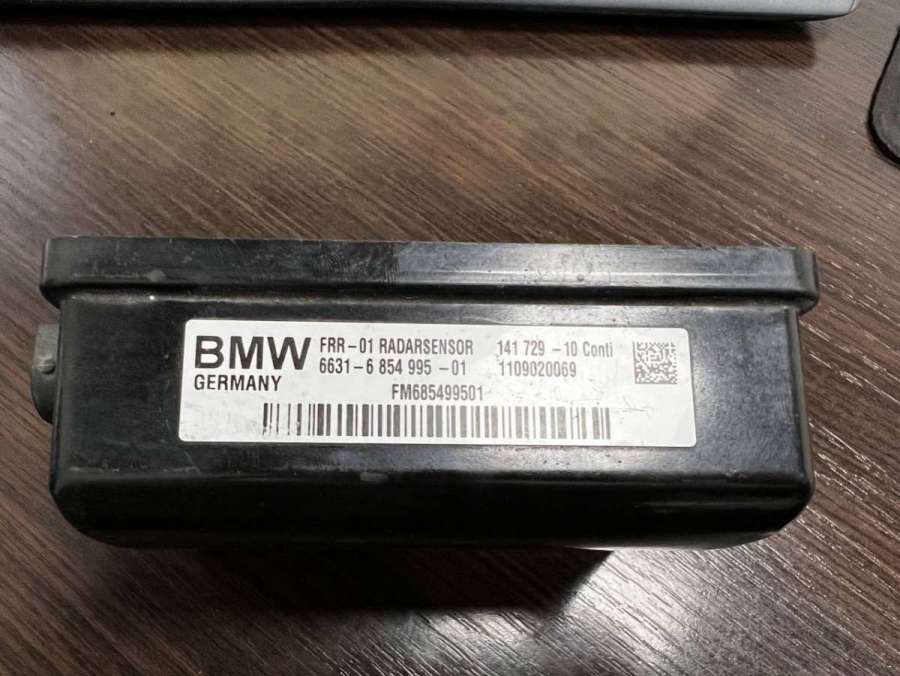 BMW FRR-01 RADARSENSOR 141 729 -10 Conti
6631-6 854 995 -01 1109020069
GERMANY
FM685499501